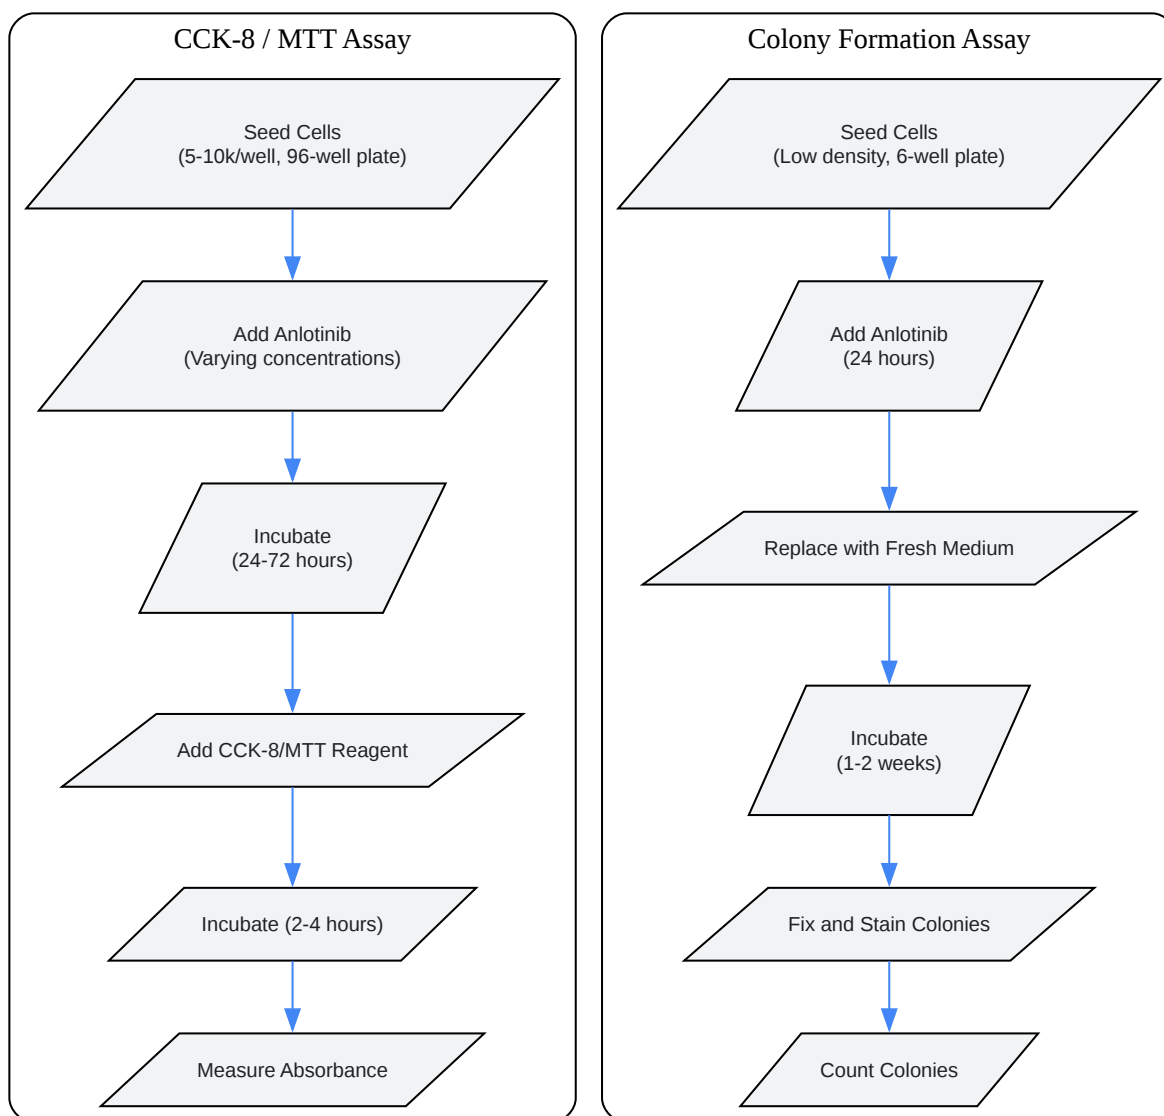 CCK-8 / MTT Assay
Seed Cells
(5-10k/well, 96-well plate)
Add Anlotinib
(Varying concentrations)
Incubate
(24-72 hours)
Add CCK-8/MTT Reagent
Incubate (2-4 hours)
Measure Absorbance
Colony Formation Assay
Seed Cells
(Low density, 6-well plate)
Add Anlotinib
(24 hours)
Replace with Fresh Medium
Incubate
(1-2 weeks)
Fix and Stain Colonies
Count Colonies